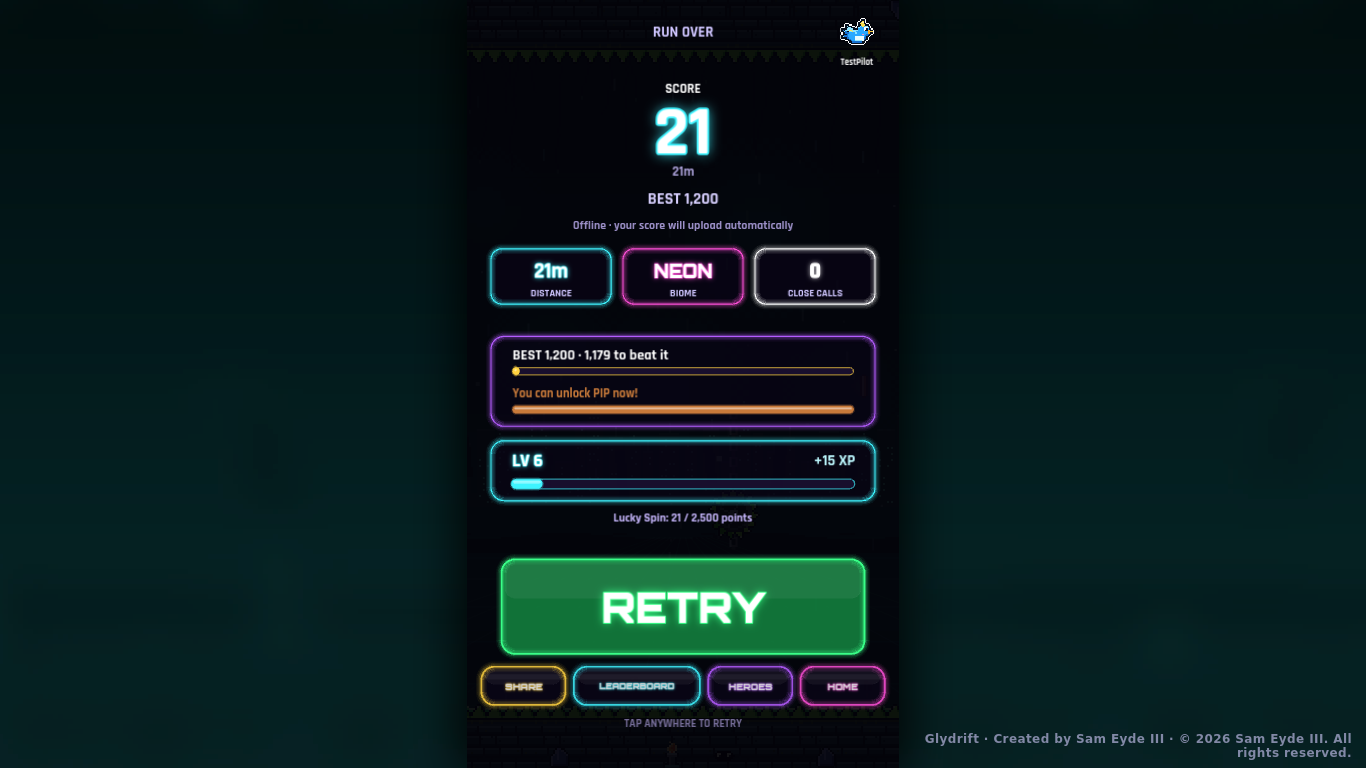 RUN OVER
TestPilot
SCORE
21
21m
BEST 1,200
Offline · your score will upload automatically
21m
DISTANCE
NEON
BIOME
0
CLOSE CALLS
BEST 1,200 · 1,179 to beat it
You can unlock PIP now!
LV 6
+15 XP
Lucky Spin: 21 / 2,500 points
RETRY
SHARE
LEADERBOARD
HEROES
HOME
TAP ANYWHERE TO RETRY
Glydrift · Created by Sam Eyde III · © 2026 Sam Eyde III. All
rights reserved.